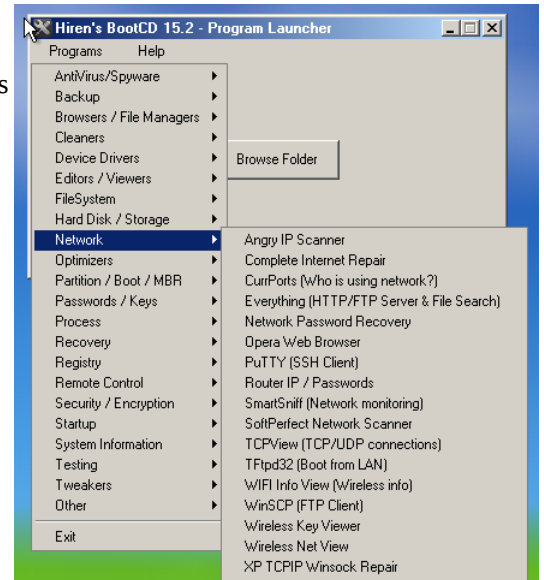 Hiren's BootCD 15.2 - Program Launcher
Programs Help
s
AntiVirus/Spyware
Backup
Browsers / File Managers
Cleaners
Device Drivers
Browse Folder
Editors / Viewers
FileSystem
Hard Disk / Storage
Network
Optimizers
Partition / Boot / MBR
Passwords / Keys
Process
Recovery
Registry
Remote Control
Security / Encryption
Startup
System Information
Testing
Tweakers
Other
Exit
Angry IP Scanner
Complete Internet Repair
CurrPorts (Who is using network?)
Everything (HTTP/FTP Server & File Search)
Network Password Recovery
Opera Web Browser
PuTTY (SSH Client)
Router IP / Passwords
SmartSniff (Network monitoring)
SoftPerfect Network Scanner
TCPView (TCP/UDP connections)
TFtpd32 (Boot from LAN)
WIFI Info View (Wireless info)
WinSCP (FTP Client)
Wireless Key Viewer
Wireless Net View
XP TCPIP Winsock Repair